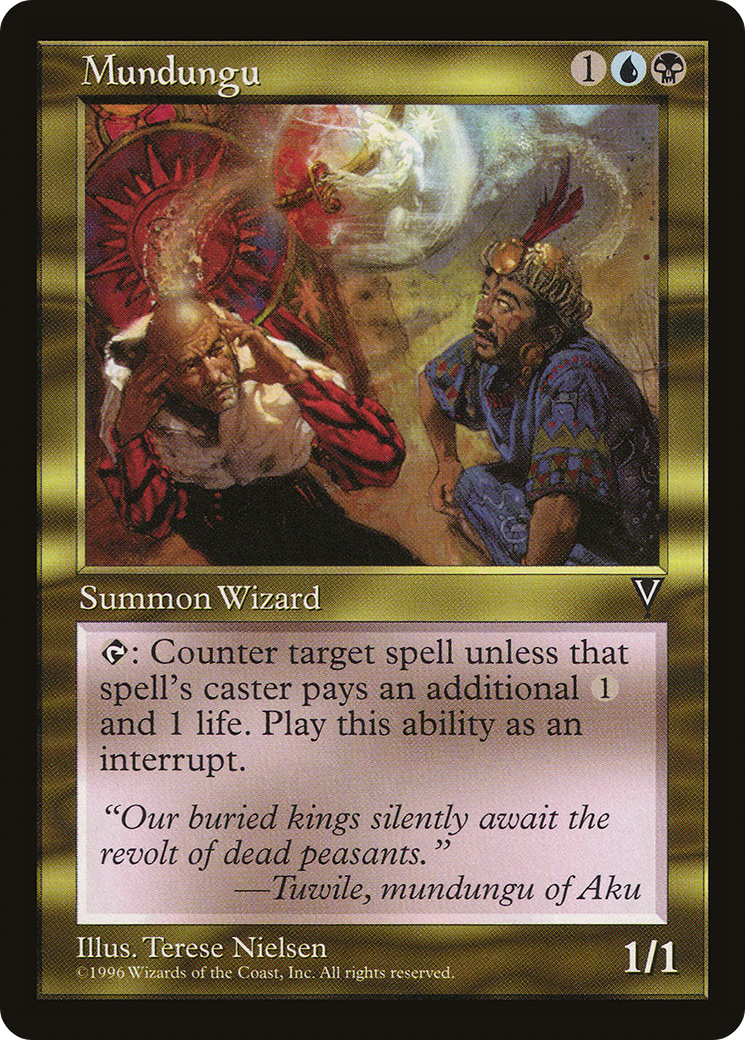 Mundungu 1
Summon Wizard V
: Counter target spell unless that
spell's caster pays an additional 1
and 1 life. Play this ability as an
interrupt.
“Our buried kings silently await the
revolt of dead peasants.”
—Tuwile, mundungu of Aku
Illus. Terese Nielsen
©1996 Wizards of the Coast, Inc. All rights reserved.
1/1